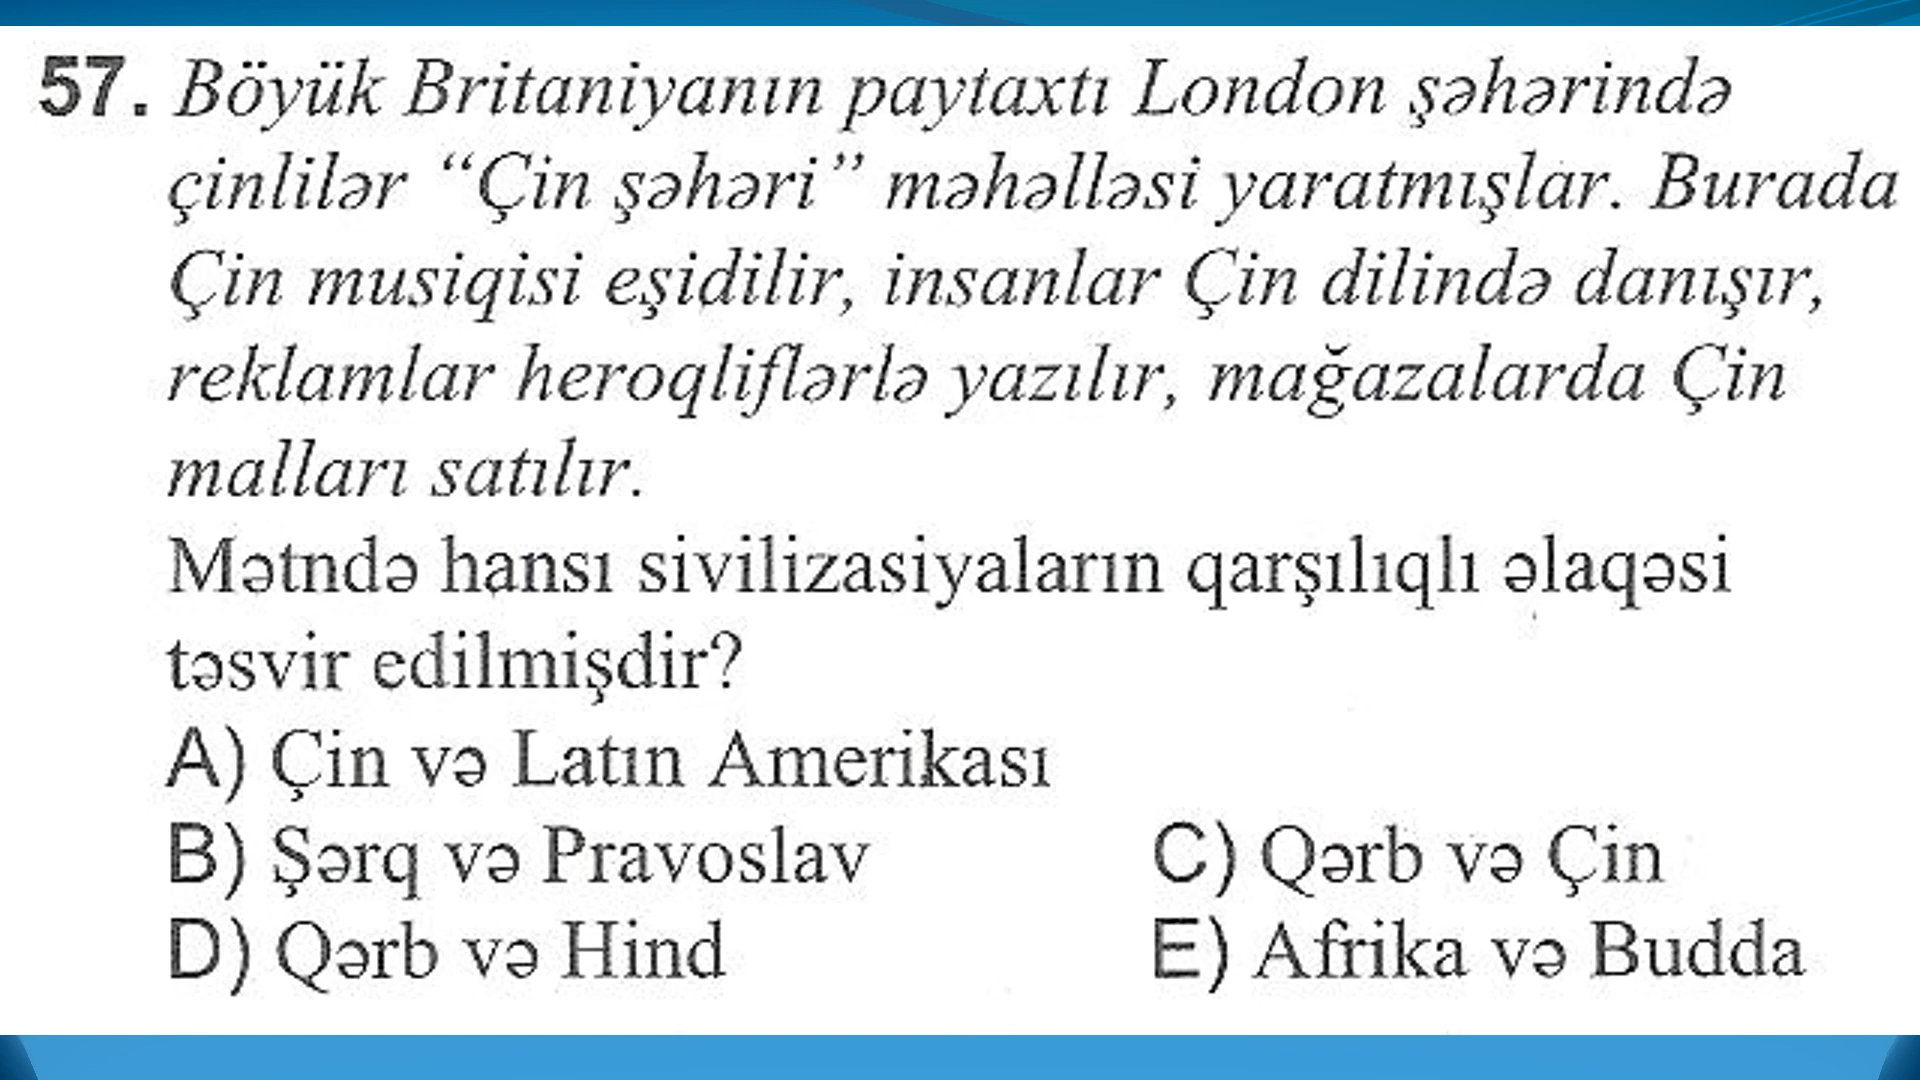 57. Böyük Britaniyanın paytaxtı London şəhərində
çinlilər “Çin şəhəri” məhəlləsi yaratmışlar. Burada
Çin musiqisi eşidilir, insanlar Çin dilində danışır,
reklamlar heroqliflərlə yazılır, mağazalarda Çin
malları satılır.
Mətndə hansı sivilizasiyaların qarşılıqlı əlaqəsi
təsvir edilmişdir?
A) Çin və Latın Amerikası
B) Şərq və Pravoslav
C) Qərb və Çin
D) Qərb və Hind
E) Afrika və Budda